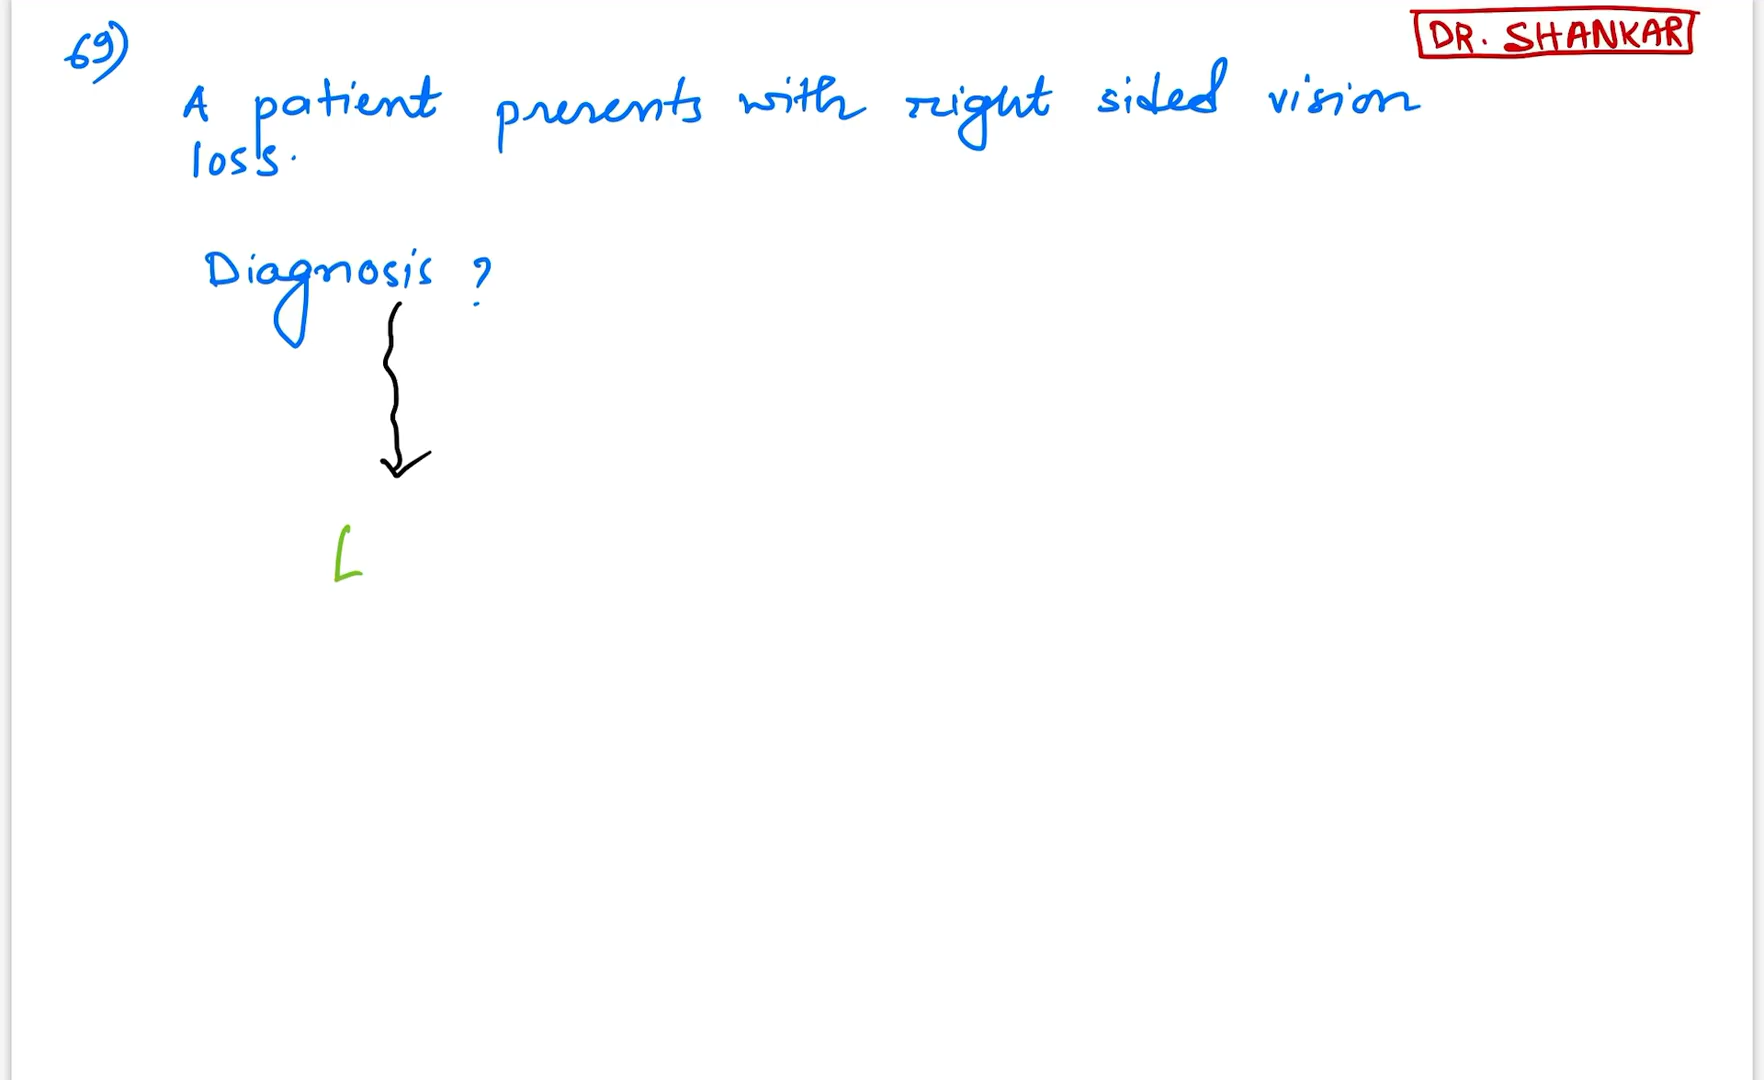 69)
DR. SHANKAR
A patient presents with right sided vision
loss.
Diagnosis ?
L